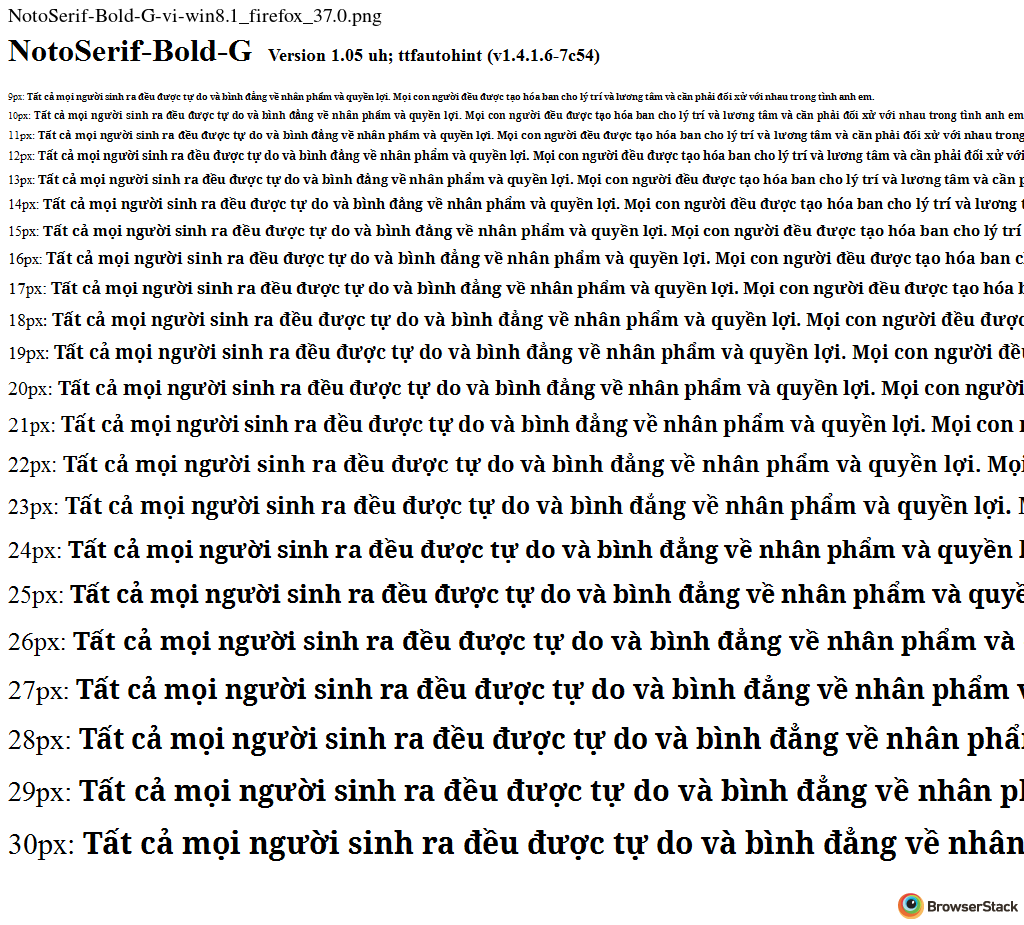 NotoSerif-Bold-G-vi-win8.1_firefox_37.0.png
NotoSerif-Bold-G Version 1.05 uh; ttfautohint (v1.4.1.6-7c54)
9px: Tất cả mọi người sinh ra đều được tự do và bình đẳng về nhân phẩm và quyền lợi. Mọi con người đều được tạo hóa ban cho lý trí và lương tâm và cần phải đối xử với nhau trong tình anh em.
10px: Tất cả mọi người sinh ra đều được tự do và bình đẳng về nhân phẩm và quyền lợi. Mọi con người đều được tạo hóa ban cho lý trí và lương tâm và cần phải đối xử với nhau trong tình anh em
11px: Tất cả mọi người sinh ra đều được tự do và bình đẳng về nhân phẩm và quyền lợi. Mọi con người đều được tạo hóa ban cho lý trí và lương tâm và cần phải đối xử với nhau trong
12px: Tất cả mọi người sinh ra đều được tự do và bình đẳng về nhân phẩm và quyền lợi. Mọi con người đều được tạo hóa ban cho lý trí và lương tâm và cần phải đối xử với
13px: Tất cả mọi người sinh ra đều được tự do và bình đẳng về nhân phẩm và quyền lợi. Mọi con người đều được tạo hóa ban cho lý trí và lương tâm và cần p
14px: Tất cả mọi người sinh ra đều được tự do và bình đẳng về nhân phẩm và quyền lợi. Mọi con người đều được tạo hóa ban cho lý trí và lương t
15px: Tất cả mọi người sinh ra đều được tự do và bình đẳng về nhân phẩm và quyền lợi. Mọi con người đều được tạo hóa ban cho lý trí
16px: Tất cả mọi người sinh ra đều được tự do và bình đẳng về nhân phẩm và quyền lợi. Mọi con người đều được tạo hóa ban c
17px: Tất cả mọi người sinh ra đều được tự do và bình đẳng về nhân phẩm và quyền lợi. Mọi con người đều được tạo hóa b
18px: Tất cả mọi người sinh ra đều được tự do và bình đẳng về nhân phẩm và quyền lợi. Mọi con người đều được
19px: Tất cả mọi người sinh ra đều được tự do và bình đẳng về nhân phẩm và quyền lợi. Mọi con người đều
20px: Tất cả mọi người sinh ra đều được tự do và bình đẳng về nhân phẩm và quyền lợi. Mọi con người
21px: Tất cả mọi người sinh ra đều được tự do và bình đẳng về nhân phẩm và quyền lợi. Mọi con
22px: Tất cả mọi người sinh ra đều được tự do và bình đẳng về nhân phẩm và quyền lợi. Mọi
23px: Tất cả mọi người sinh ra đều được tự do và bình đẳng về nhân phẩm và quyền lợi.
24px: Tất cả mọi người sinh ra đều được tự do và bình đẳng về nhân phẩm và quyền
25px: Tất cả mọi người sinh ra đều được tự do và bình đẳng về nhân phẩm và quyề
26px: Tất cả mọi người sinh ra đều được tự do và bình đẳng về nhân phẩm và
27px: Tất cả mọi người sinh ra đều được tự do và bình đẳng về nhân phẩm
28px: Tất cả mọi người sinh ra đều được tự do và bình đẳng về nhân phẩ
29px: Tất cả mọi người sinh ra đều được tự do và bình đẳng về nhân
30px: Tất cả mọi người sinh ra đều được tự do và bình đẳng về nhân
BrowserStack